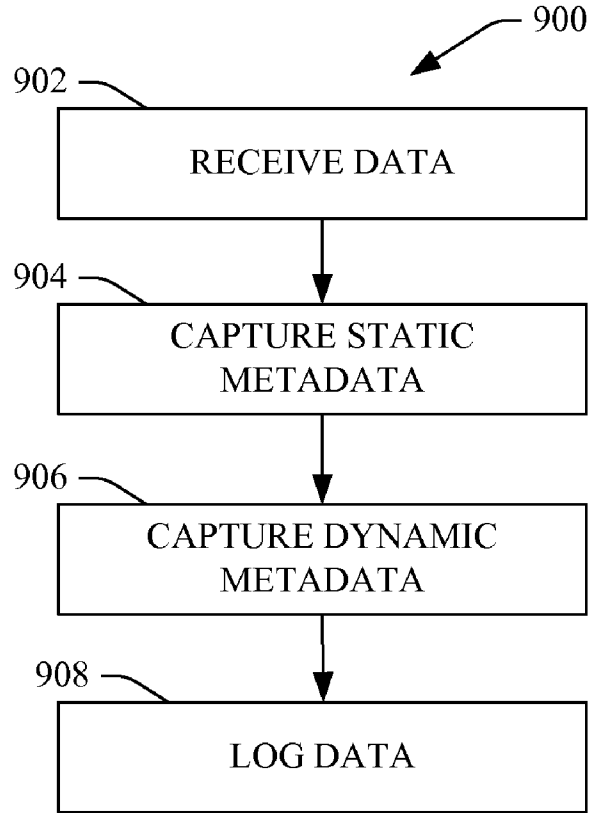 900
902
RECEIVE DATA
904
CAPTURE STATIC
METADATA
906
CAPTURE DYNAMIC
METADATA
908
LOG DATA